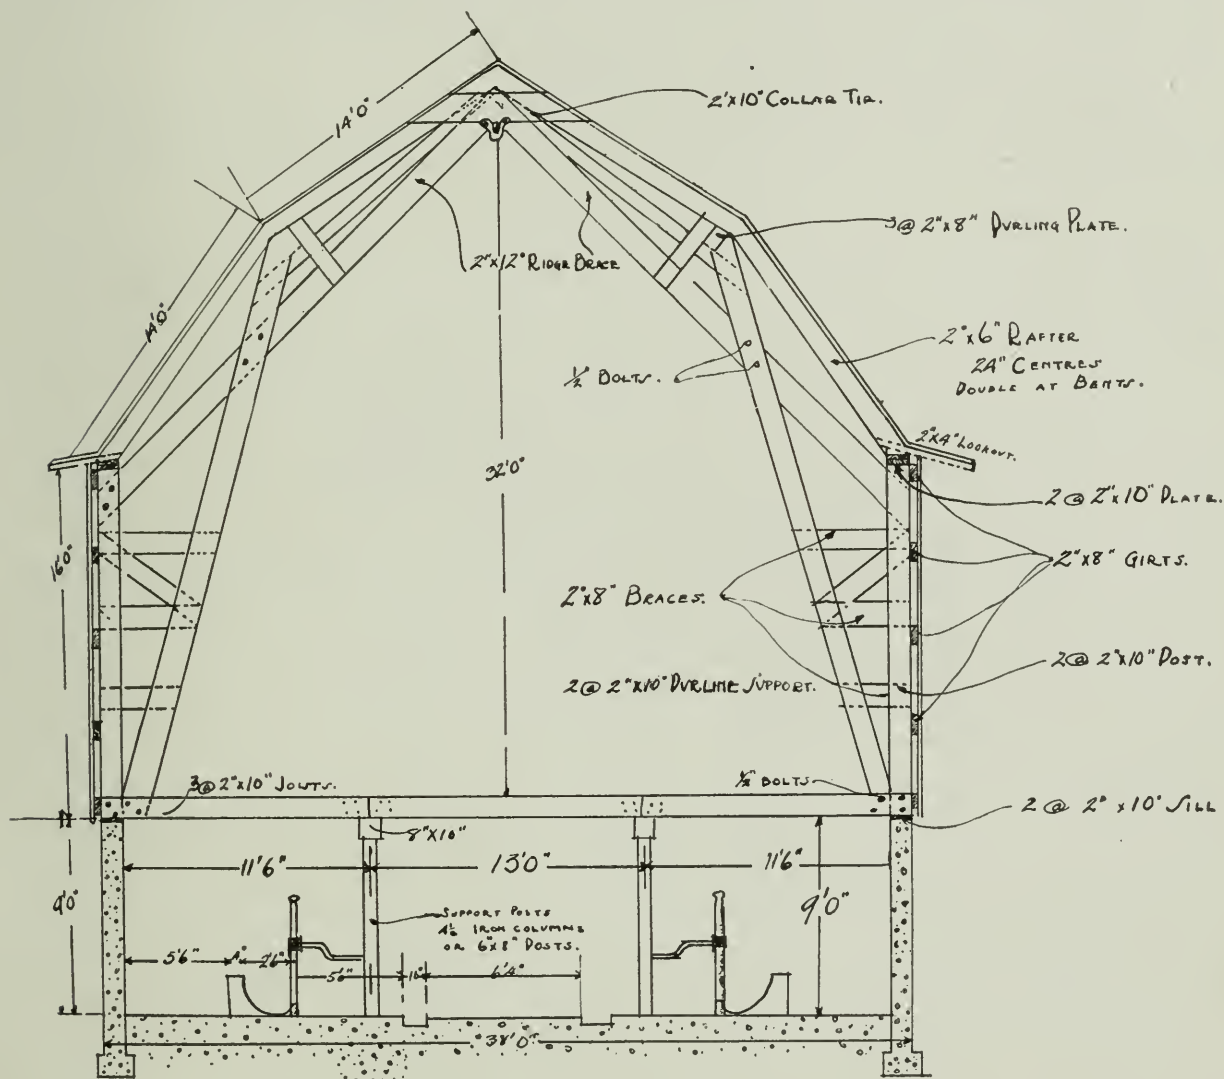 14'0"
2'x10" COLLAR TIE.
3@ 2"x8" PURLING PLATE.
2"x12" RIDGE BRACE
14'0"
2"x6" RAFTER
24" CENTRES
DOUBLE AT BENTS.
1/2" BOLTS.
2"x4" LOOKOUT.
32'0"
2 @ 2"x10" PLATE.
16'0"
2"x8" GIRTS.
2"x8" BRACES.
2@ 2"x10" POST.
2@ 2"x10" PURLINE SUPPORT.
3@ 2"x10" JOISTS.
1/2" BOLTS.
2 @ 2" x10" SILL
8"x10"
11'6"
13'0"
11'6"
9'0"
9'0"
SUPPORT POSTS
4½ IRON COLUMNS
OR 6"x8" POSTS.
5'6"
4"
2'6"
5'6"
16"
6'4"
38'0"